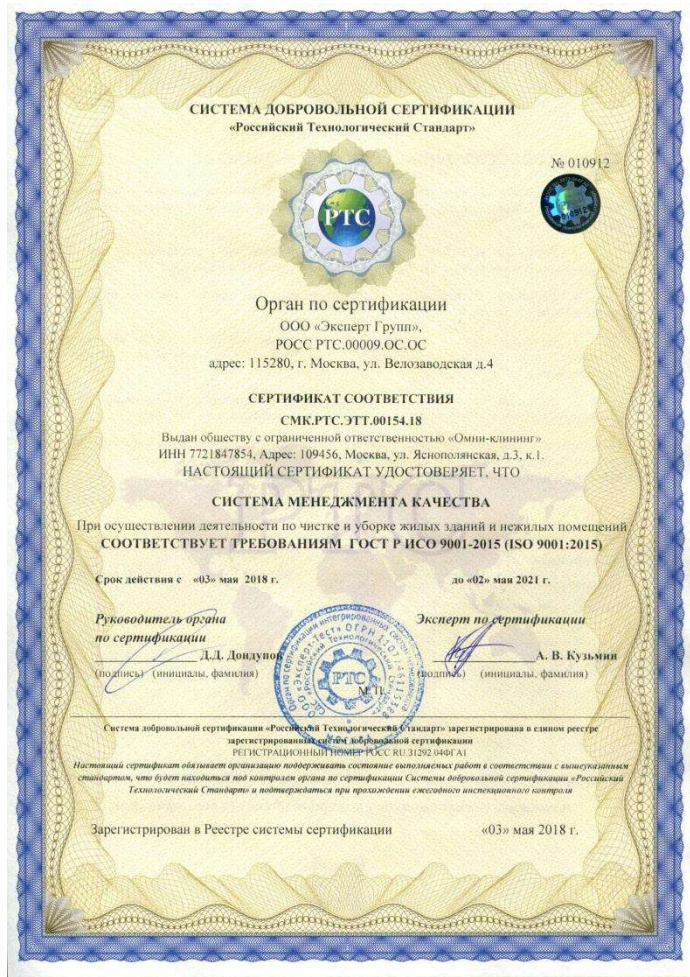 СИСТЕМА ДОБРОВОЛЬНОЙ СЕРТИФИКАЦИИ
«Российский Технологический Стандарт»
№ 010912
РТС
Орган по сертификации
ООО «Эксперт Групп»,
РОСС РТС.00009.ОС.ОС
адрес: 115280, г. Москва, ул. Велозаводская д.4
СЕРТИФИКАТ СООТВЕТСТВИЯ
СМК.РТС.ЭТТ.00154.18
Выдан обществу с ограниченной ответственностью «Омни-клининг»
ИНН 7721847854, Адрес: 109456, Москва, ул. Яснополянская, д.3, к.1.
НАСТОЯЩИЙ СЕРТИФИКАТ УДОСТОВЕРЯЕТ, ЧТО
СИСТЕМА МЕНЕДЖМЕНТА КАЧЕСТВА
При осуществлении деятельности по чистке и уборке жилых зданий и нежилых помещений
СООТВЕТСТВУЕТ ТРЕБОВАНИЯМ ГОСТ Р ИСО 9001-2015 (ISO 9001:2015)
Срок действия с «03» мая 2018 г. до «02» мая 2021 г.
Руководитель органа
по сертификации
Эксперт по сертификации
Д.Д. Дондупов
А. В. Кузьмин
(подпись) (инициалы, фамилия)
(подпись) (инициалы, фамилия)
М.П.
РТС
Система добровольной сертификации «Российский Технологический Стандарт» зарегистрирована в едином реестре
зарегистрированных систем добровольной сертификации
РЕГИСТРАЦИОННЫЙ НОМЕР РОСС RU.31292.04ФГА1
Настоящий сертификат обязывает организацию поддерживать состояние выполняемых работ в соответствии с вышеуказанным
стандартом, что будет находиться под контролем органа по сертификации Системы добровольной сертификации «Российский
Технологический Стандарт» и подтверждаться при прохождении ежегодного инспекционного контроля
Зарегистрирован в Реестре системы сертификации «03» мая 2018 г.